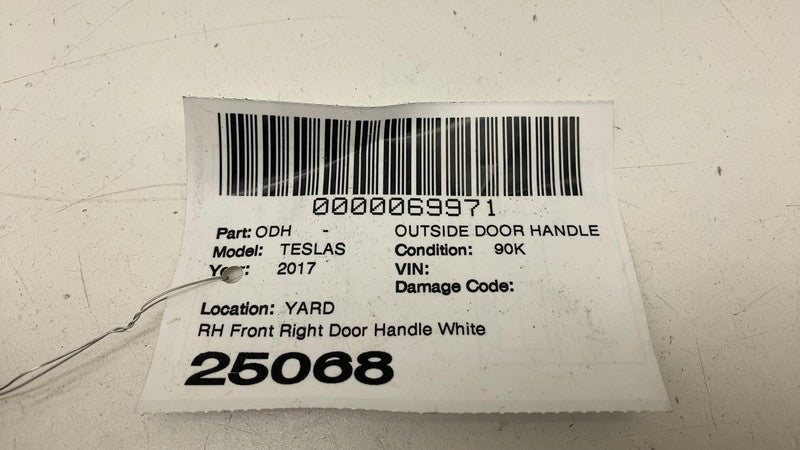 0000069971
Part: ODH - OUTSIDE DOOR HANDLE
Model: TESLAS Condition: 90K
Year: 2017 VIN:
Damage Code:
Location: YARD
RH Front Right Door Handle White
25068